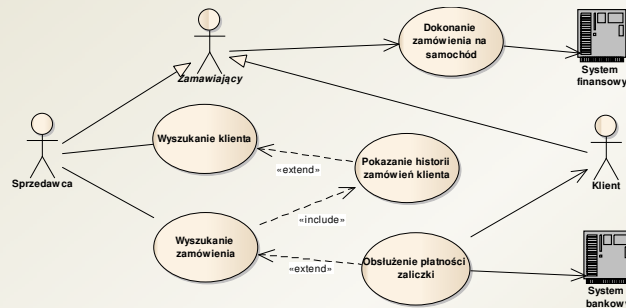 Dokonanie
zamówienia na
samochód
System
finansowy
Zamawiający
Wyszukanie klienta
Pokazanie historii
zamówień klienta
«extend»
Sprzedawca
Klient
«include»
Wyszukanie
zamówienia
«extend»
Obsłużenie płatności
zaliczki
System
bankowy